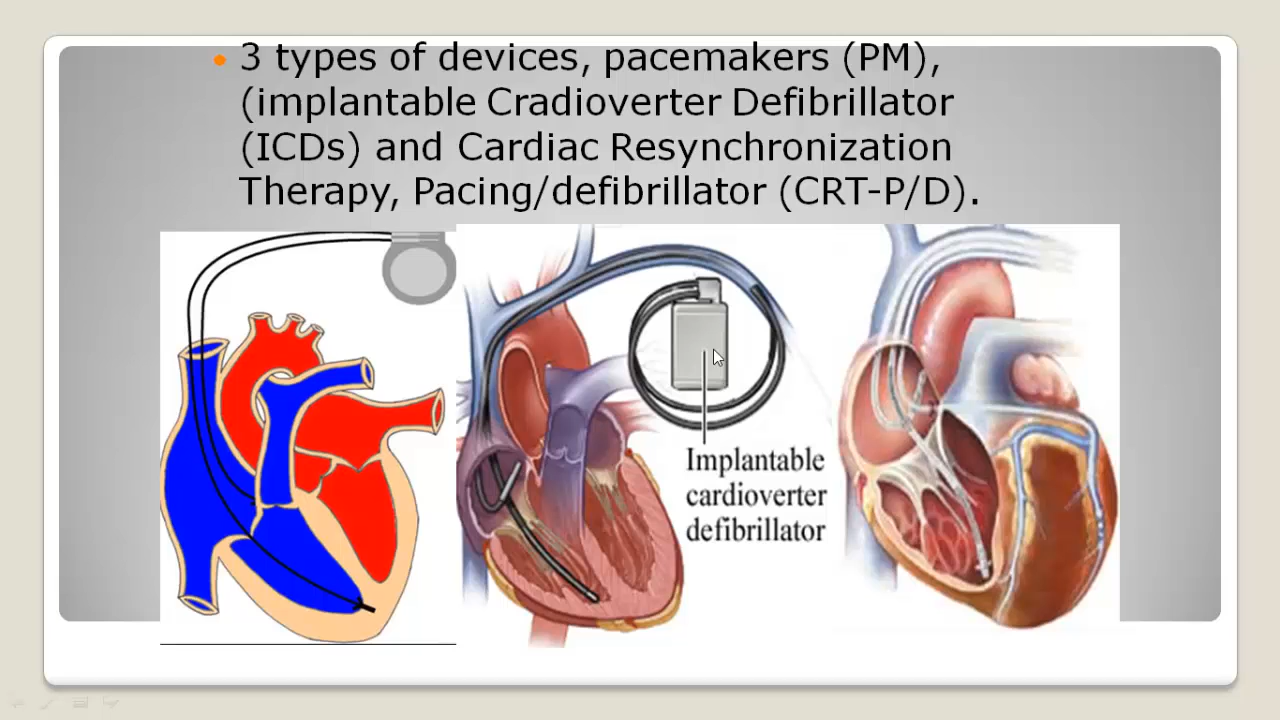 3 types of devices, pacemakers (PM),
(implantable Cradioverter Defibrillator
(ICDs) and Cardiac Resynchronization
Therapy, Pacing/defibrillator (CRT-P/D).
Implantable
cardioverter
defibrillator